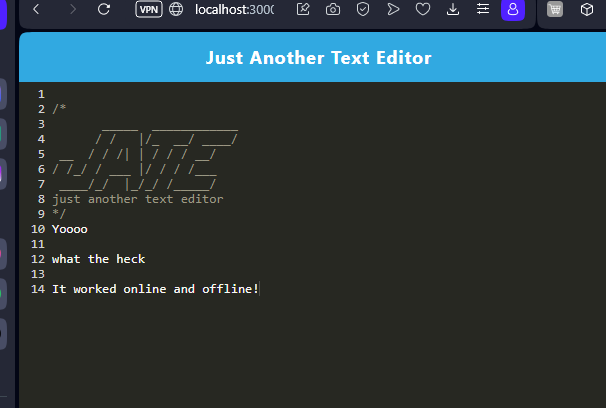 VPN localhost:3000
Just Another Text Editor
1
2 /*
3        _____  ____________
4       / /   |/_  __/ ____/
5  __  / / /| | / / / __/
6 / /_/ / ___ |/ / / /___
7  ____/_/  |_/_/ /_____/
8 just another text editor
9 */
10 Yoooo
11
12 what the heck
13
14 It worked online and offline!